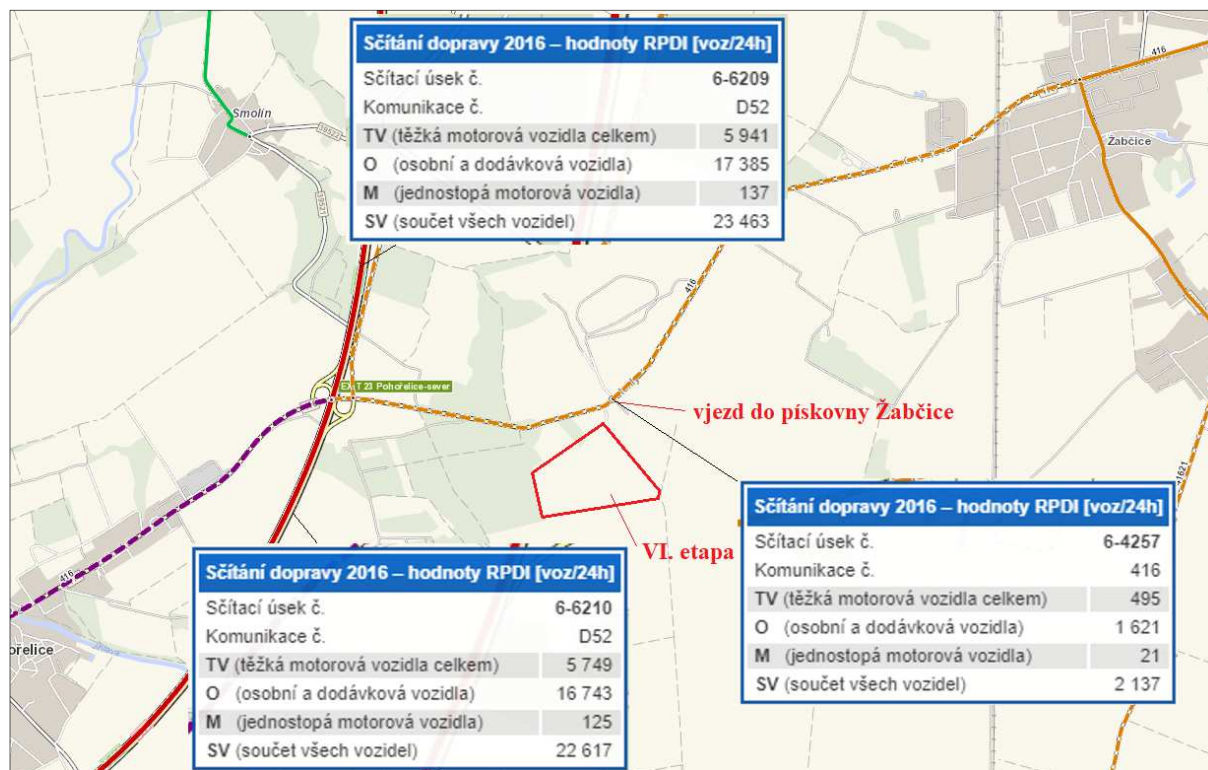 Sčítání dopravy 2016 – hodnoty RPDI [voz/24h]
Sčítací úsek č. 6-6209
Komunikace č. D52
TV (těžká motorová vozidla celkem) 5 941
O (osobní a dodávková vozidla) 17 385
M (jednostopá motorová vozidla) 137
SV (součet všech vozidel) 23 463
416
Smolín
Žabčice
416
EXIT 23 Pohořelice-sever
vjezd do pískovny Žabčice
VI. etapa
416
ořelice
Sčítání dopravy 2016 – hodnoty RPDI [voz/24h]
Sčítací úsek č. 6-6210
Komunikace č. D52
TV (těžká motorová vozidla celkem) 5 749
O (osobní a dodávková vozidla) 16 743
M (jednostopá motorová vozidla) 125
SV (součet všech vozidel) 22 617
Sčítání dopravy 2016 – hodnoty RPDI [voz/24h]
Sčítací úsek č. 6-4257
Komunikace č. 416
TV (těžká motorová vozidla celkem) 495
O (osobní a dodávková vozidla) 1 621
M (jednostopá motorová vozidla) 21
SV (součet všech vozidel) 2 137